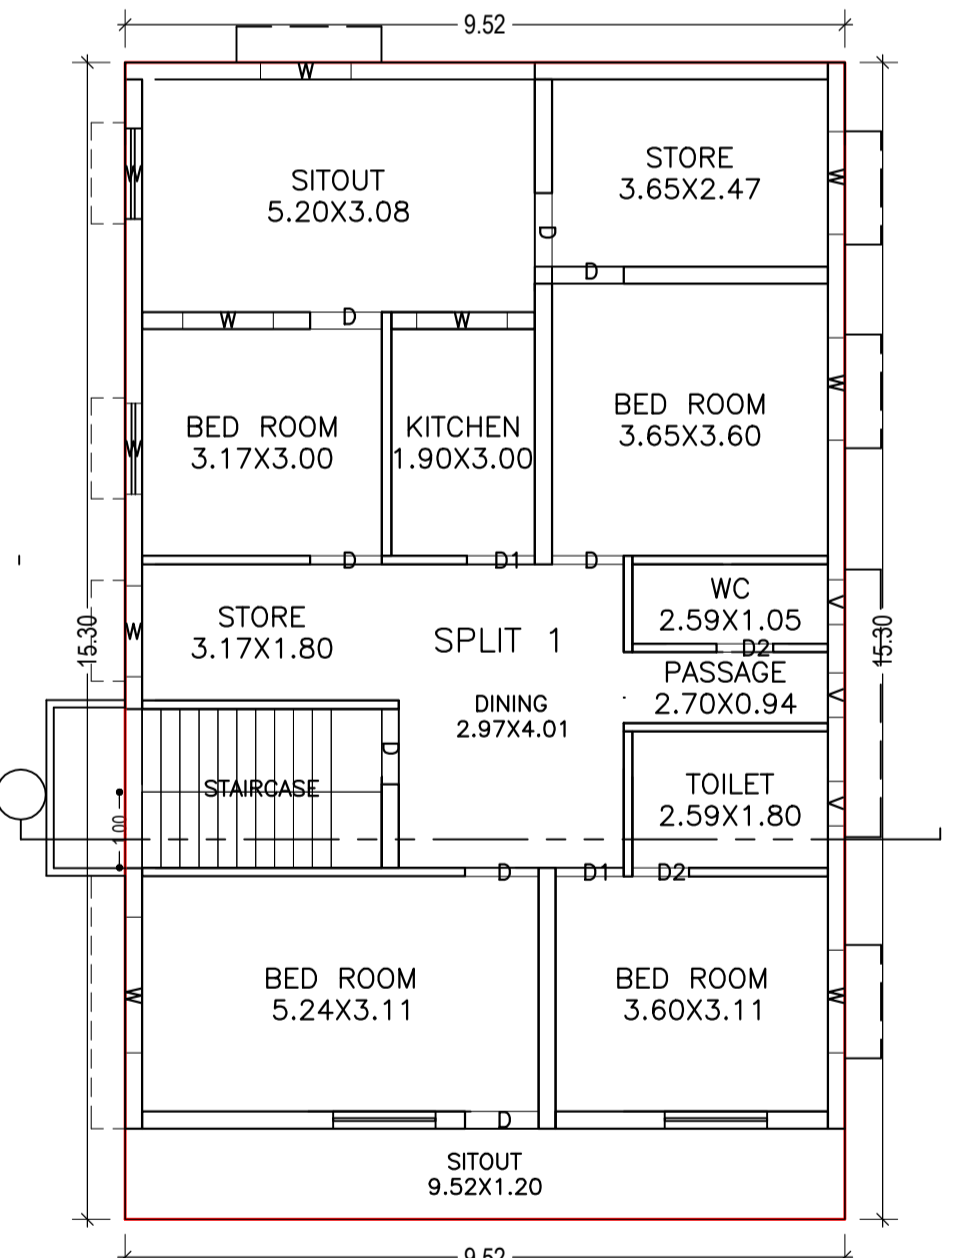 9.52
W
W
SITOUT
5.20X3.08
STORE
3.65X2.47
W
D
D
W
D
W
BED ROOM
3.65X3.60
W
BED ROOM
3.17X3.00
KITCHEN
1.90X3.00
W
D
D1
D
WC
2.59X1.05
V
STORE
3.17X1.80
W
SPLIT 1
15.30
15.30
D2
PASSAGE
2.70X0.94
V
DINING
2.97X4.01
D
STAIRCASE
TOILET
2.59X1.80
V
1.00
D
D1
D2
BED ROOM
5.24X3.11
BED ROOM
3.60X3.11
W
W
D
SITOUT
9.52X1.20
9.52